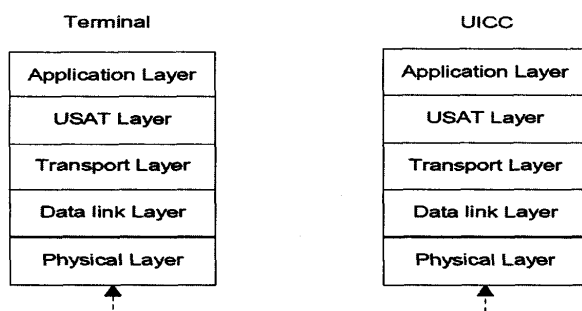 Terminal
Application Layer
USAT Layer
Transport Layer
Data link Layer
Physical Layer
UICC
Application Layer
USAT Layer
Transport Layer
Data link Layer
Physical Layer